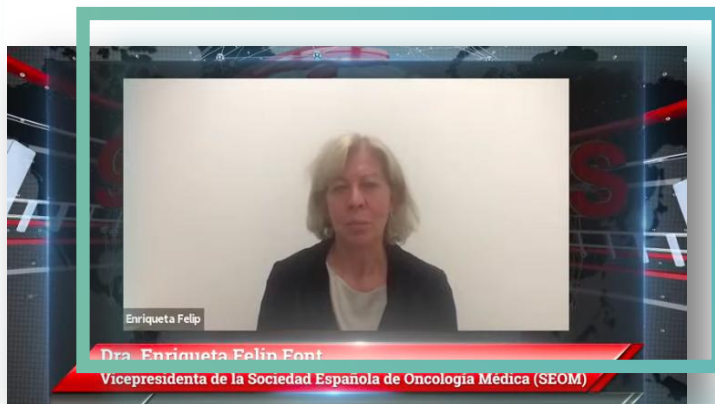 Enriqueta Felip
Dra. Enriqueta Felip Font
Vicepresidenta de la Sociedad Española de Oncología Médica (SEOM)